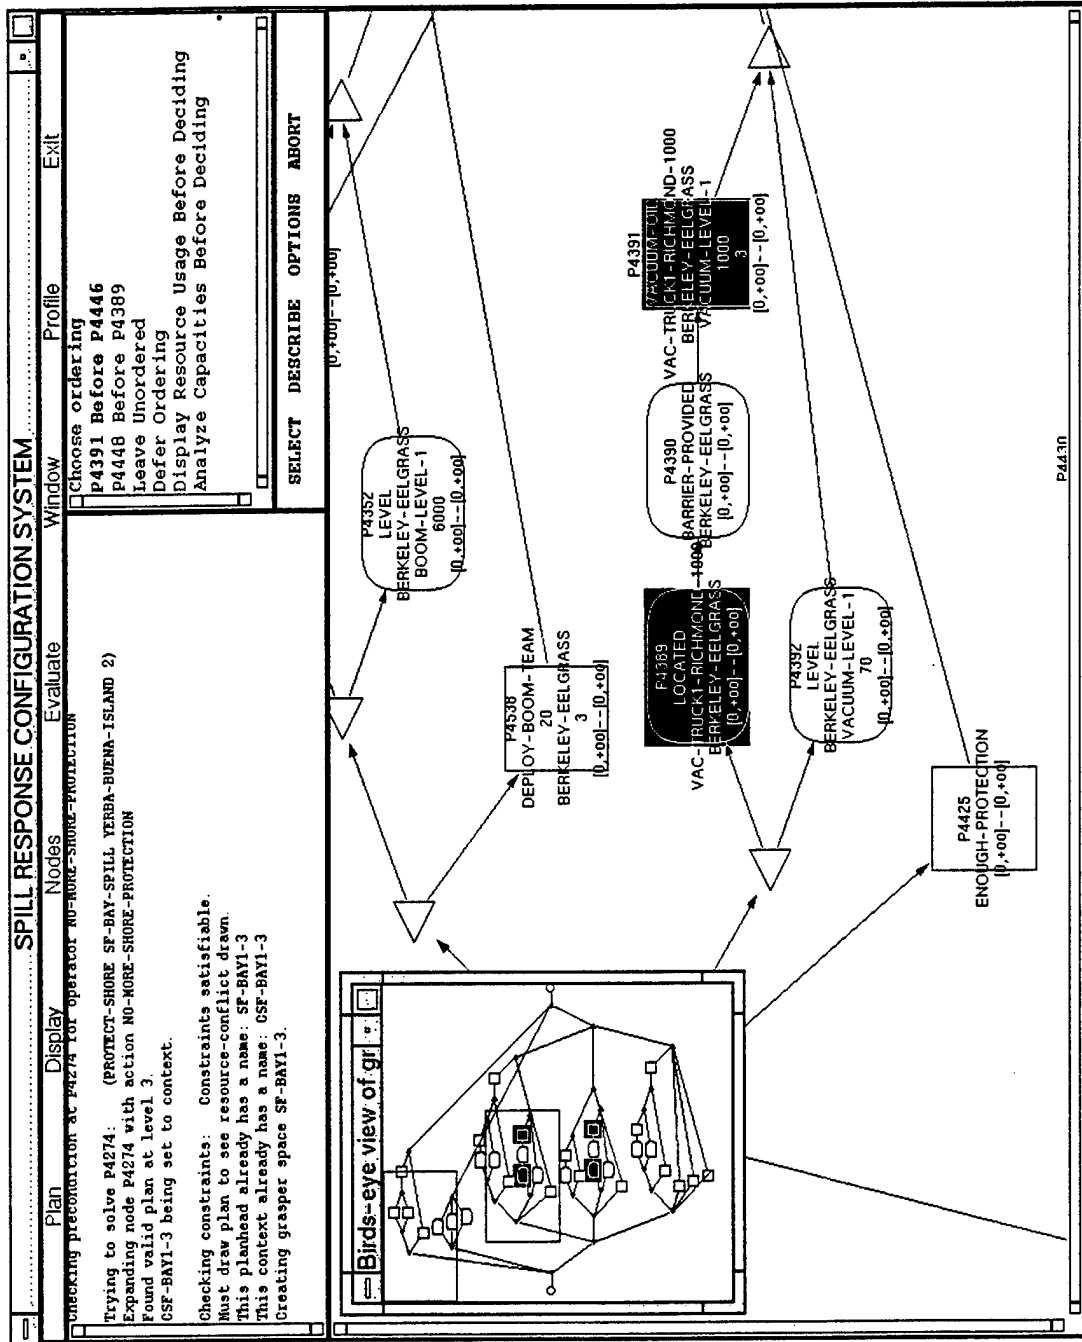 SPILL RESPONSE CONFIGURATION SYSTEM
Plan Display Nodes Evaluate Window Profile Exit
Checking precondition at P4274 for operator NO-MORE-SHORE-PROTECTION
Trying to solve P4274: (PROTECT-SHORE SF-BAY-SPILL YERBA-BUENA-ISLAND 2)
Expanding node P4274 with action NO-MORE-SHORE-PROTECTION
Found valid plan at level 3.
CSF-BAY1-3 being set to context.
Checking constraints: Constraints satisfiable.
Must draw plan to see resource-conflict drawn.
This planhead already has a name: SF-BAY1-3
This context already has a name: CSF-BAY1-3
Creating grasper space SF-BAY1-3.
Choose ordering
P4391 Before P4446
P4448 Before P4389
Leave Unordered
Defer Ordering
Display Resource Usage Before Deciding
Analyze Capacities Before Deciding
SELECT DESCRIBE OPTIONS ABORT
[0,+oo]--[0,+oo]
P4352
LEVEL
BERKELEY-EELGRASS
BOOM-LEVEL-1
6000
[0,+oo]--[0,+oo]
P4538
DEPLOY-BOOM-TEAM
20
BERKELEY-EELGRASS
3
[0,+oo]--[0,+oo]
P4389
LOCATED
VAC-TRUCK1-RICHMOND-1000
BERKELEY-EELGRASS
[0,+oo]--[0,+oo]
P4390
BARRIER-PROVIDED
BERKELEY-EELGRASS
[0,+oo]--[0,+oo]
P4391
VACUUM-OIL
VAC-TRUCK1-RICHMOND-1000
BERKELEY-EELGRASS
VACUUM-LEVEL-1
1000
3
[0,+oo]--[0,+oo]
P4392
LEVEL
BERKELEY-EELGRASS
VACUUM-LEVEL-1
70
[0,+oo]--[0,+oo]
P4425
ENOUGH-PROTECTION
[0,+oo]--[0,+oo]
P4430
Birds-eye view of gr